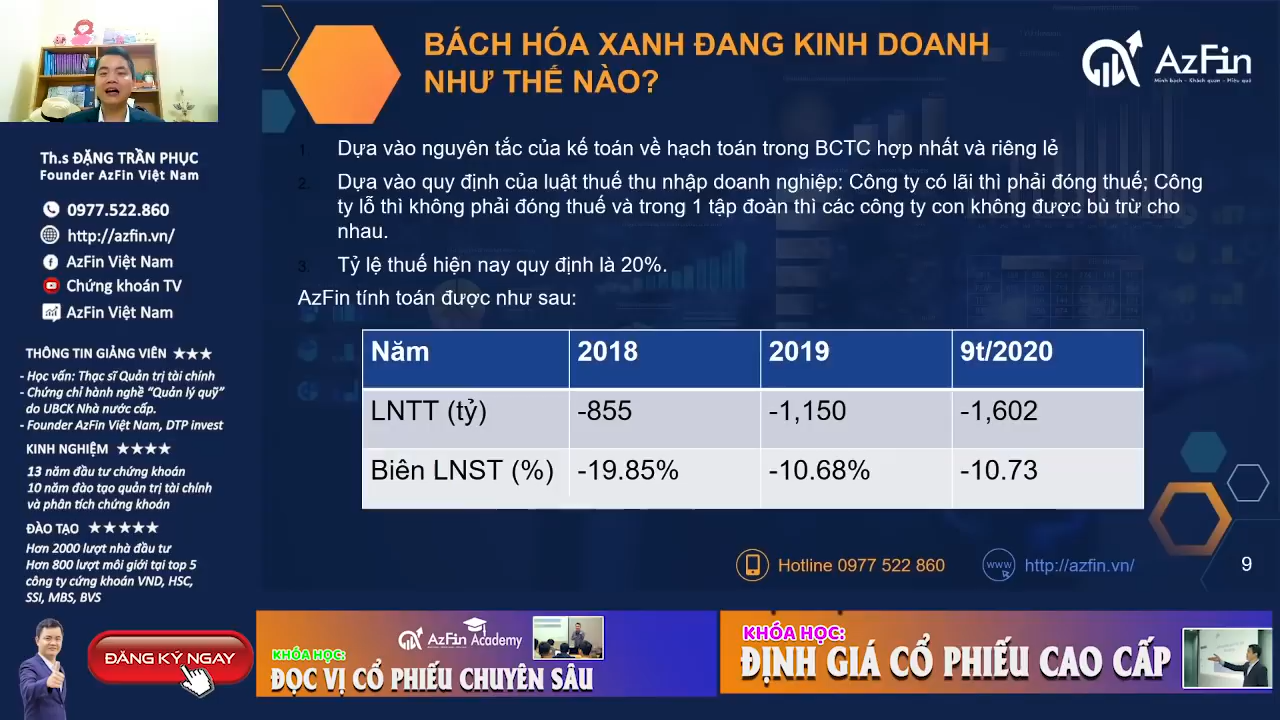 Th.s ĐẶNG TRẦN PHỤC
Founder AzFin Việt Nam
0977.522.860
http://azfin.vn/
AzFin Việt Nam
Chứng khoán TV
AzFin Việt Nam
THÔNG TIN GIẢNG VIÊN ★★★
- Học vấn: Thạc sĩ Quản trị tài chính
- Chứng chỉ hành nghề “Quản lý quỹ”
do UBCK Nhà nước cấp.
- Founder AzFin Việt Nam, DTP invest
KINH NGHIỆM ★★★★
13 năm đầu tư chứng khoán
10 năm đào tạo quản trị tài chính
và phân tích chứng khoán
ĐÀO TẠO ★★★★★
Hơn 2000 lượt nhà đầu tư
Hơn 800 lượt môi giới tại top 5
công ty cứng khoán VND, HSC,
SSI, MBS, BVS
ĐĂNG KÝ NGAY
BÁCH HÓA XANH ĐANG KINH DOANH
NHƯ THẾ NÀO?
AzFin
Minh bạch - Khách quan - Hiệu quả
1. Dựa vào nguyên tắc của kế toán về hạch toán trong BCTC hợp nhất và riêng lẻ
2. Dựa vào quy định của luật thuế thu nhập doanh nghiệp: Công ty có lãi thì phải đóng thuế; Công
ty lỗ thì không phải đóng thuế và trong 1 tập đoàn thì các công ty con không được bù trừ cho
nhau.
3. Tỷ lệ thuế hiện nay quy định là 20%.
AzFin tính toán được như sau:
Năm 2018 2019 9t/2020
LNTT (tỷ) -855 -1,150 -1,602
Biên LNST (%) -19.85% -10.68% -10.73
Hotline 0977 522 860
www http://azfin.vn/
9
AzFin Academy
KHÓA HỌC:
ĐỌC VỊ CỔ PHIẾU CHUYÊN SÂU
KHÓA HỌC:
ĐỊNH GIÁ CỔ PHIẾU CAO CẤP